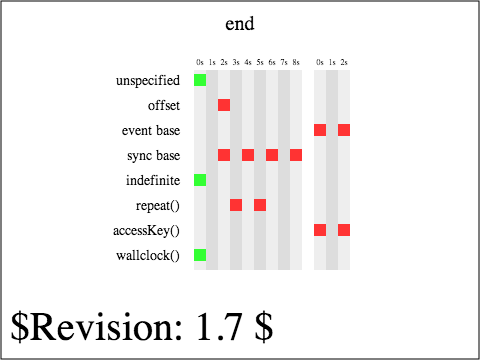 end
0s 1s 2s 3s 4s 5s 6s 7s 8s 0s 1s 2s
unspecified
offset
event base
sync base
indefinite
repeat()
accessKey()
wallclock()
$Revision: 1.7 $